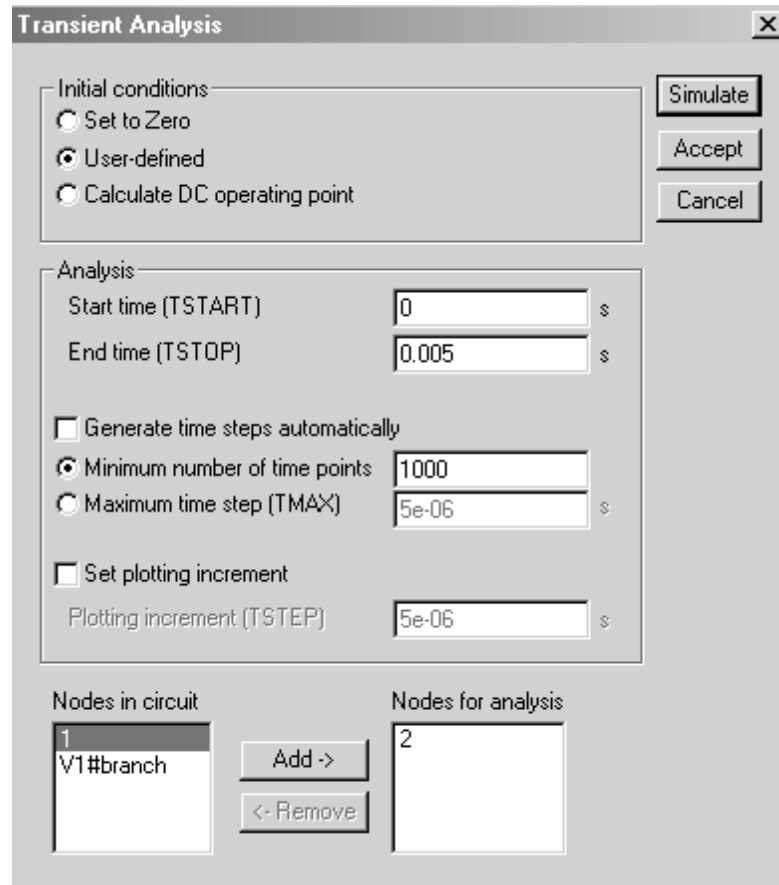 Transient Analysis
Initial conditions
Set to Zero
User-defined
Calculate DC operating point
Simulate
Accept
Cancel
Analysis
Start time (TSTART) 0 s
End time (TSTOP) 0.005 s
Generate time steps automatically
Minimum number of time points 1000
Maximum time step (TMAX) 5e-06 s
Set plotting increment
Plotting increment (TSTEP) 5e-06 s
Nodes in circuit
1
V1#branch
Add ->
<- Remove
Nodes for analysis
2